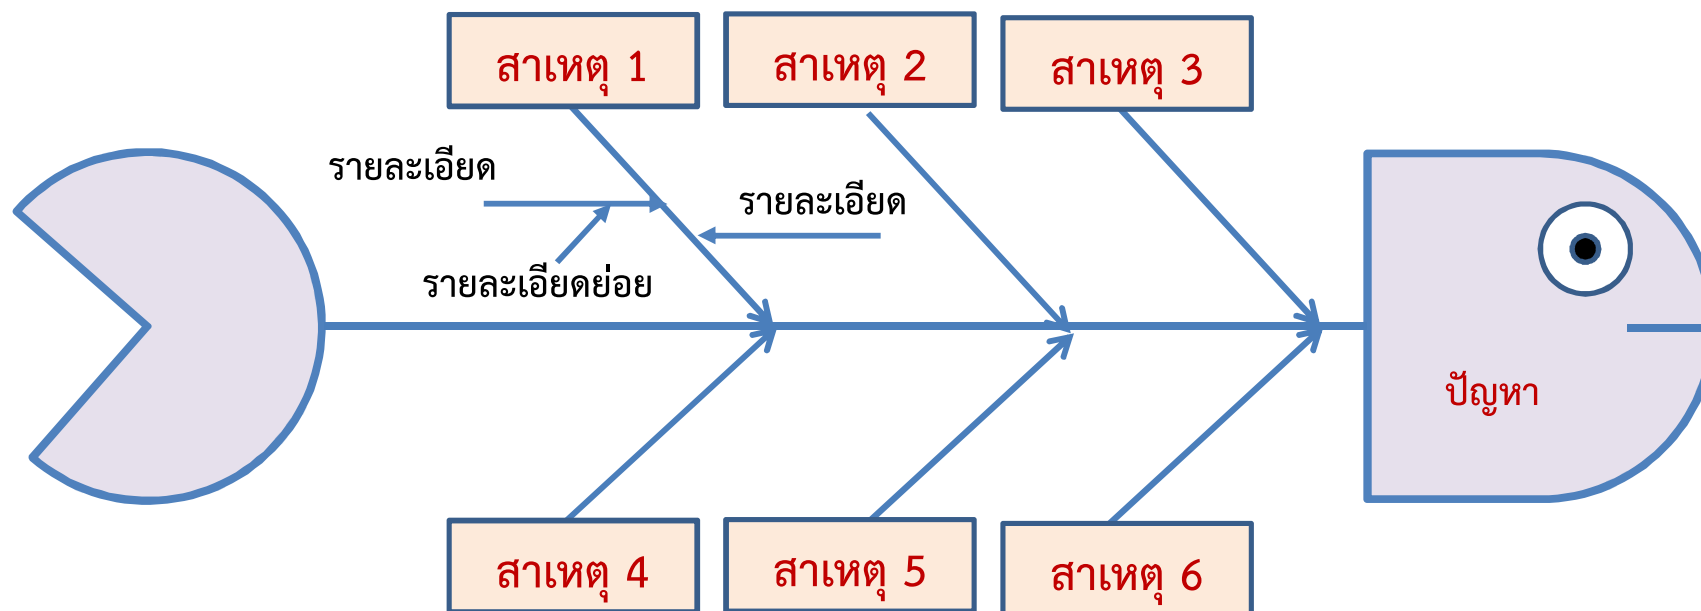 สาเหตุ 1
สาเหตุ 2
สาเหตุ 3
รายละเอียด
รายละเอียด
รายละเอียดย่อย
ปัญหา
สาเหตุ 4
สาเหตุ 5
สาเหตุ 6